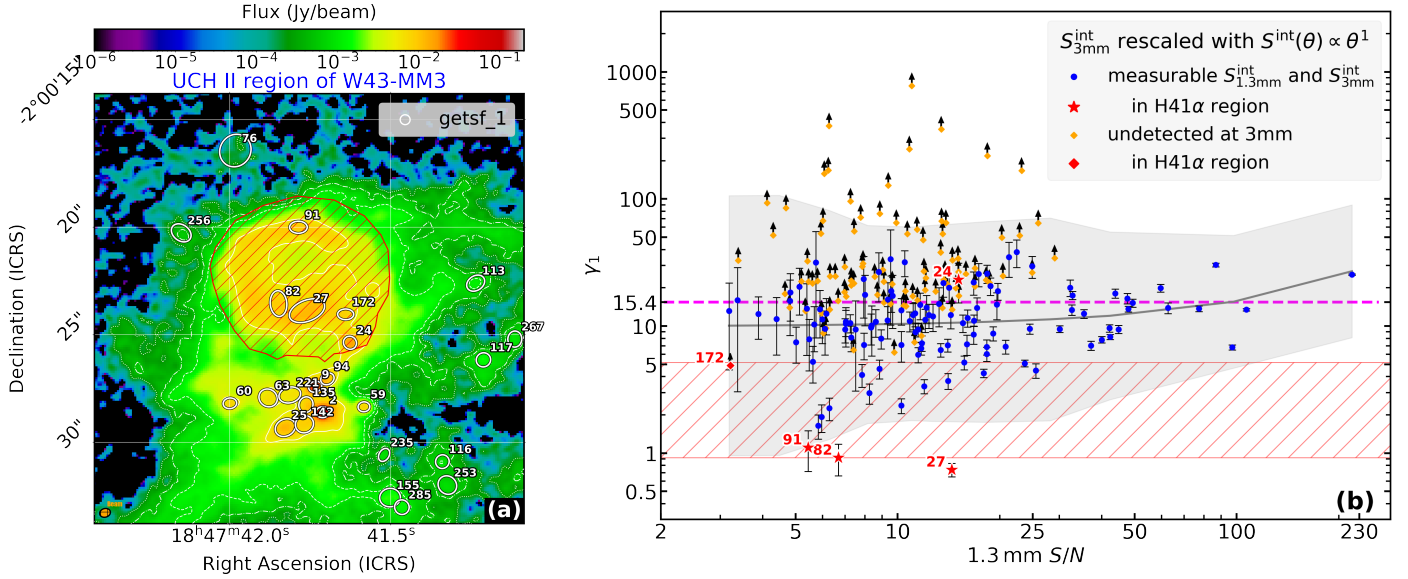 Flux (Jy/beam)
10⁻⁶ 10⁻⁵ 10⁻⁴ 10⁻³ 10⁻² 10⁻¹
UCH II region of W43-MM3
getsf_1
-2°00'15"
20"
25"
30"
Declination (ICRS)
76
256
91
113
82
27
172
24
267
117
94
9
60
63
221
135
2
59
25
142
235
116
253
155
285
(a)
18ʰ47ᵐ42.0ˢ 41.5ˢ
Right Ascension (ICRS)
S^int_3mm rescaled with S^int(θ) ∝ θ¹
measurable S^int_1.3mm and S^int_3mm
in H41α region
undetected at 3mm
in H41α region
γ₁
1000
500
100
50
15.4
10
5
1
0.5
24
172
91
82
27
(b)
2 5 10 25 50 100 230
1.3 mm S/N